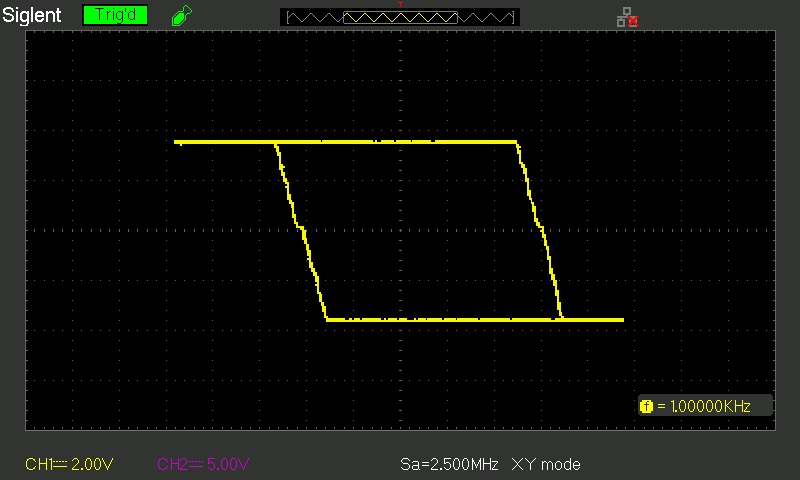 Siglent Trig'd T
f = 1.00000KHz
CH1 2.00V CH2 5.00V Sa=2.500MHz XY mode